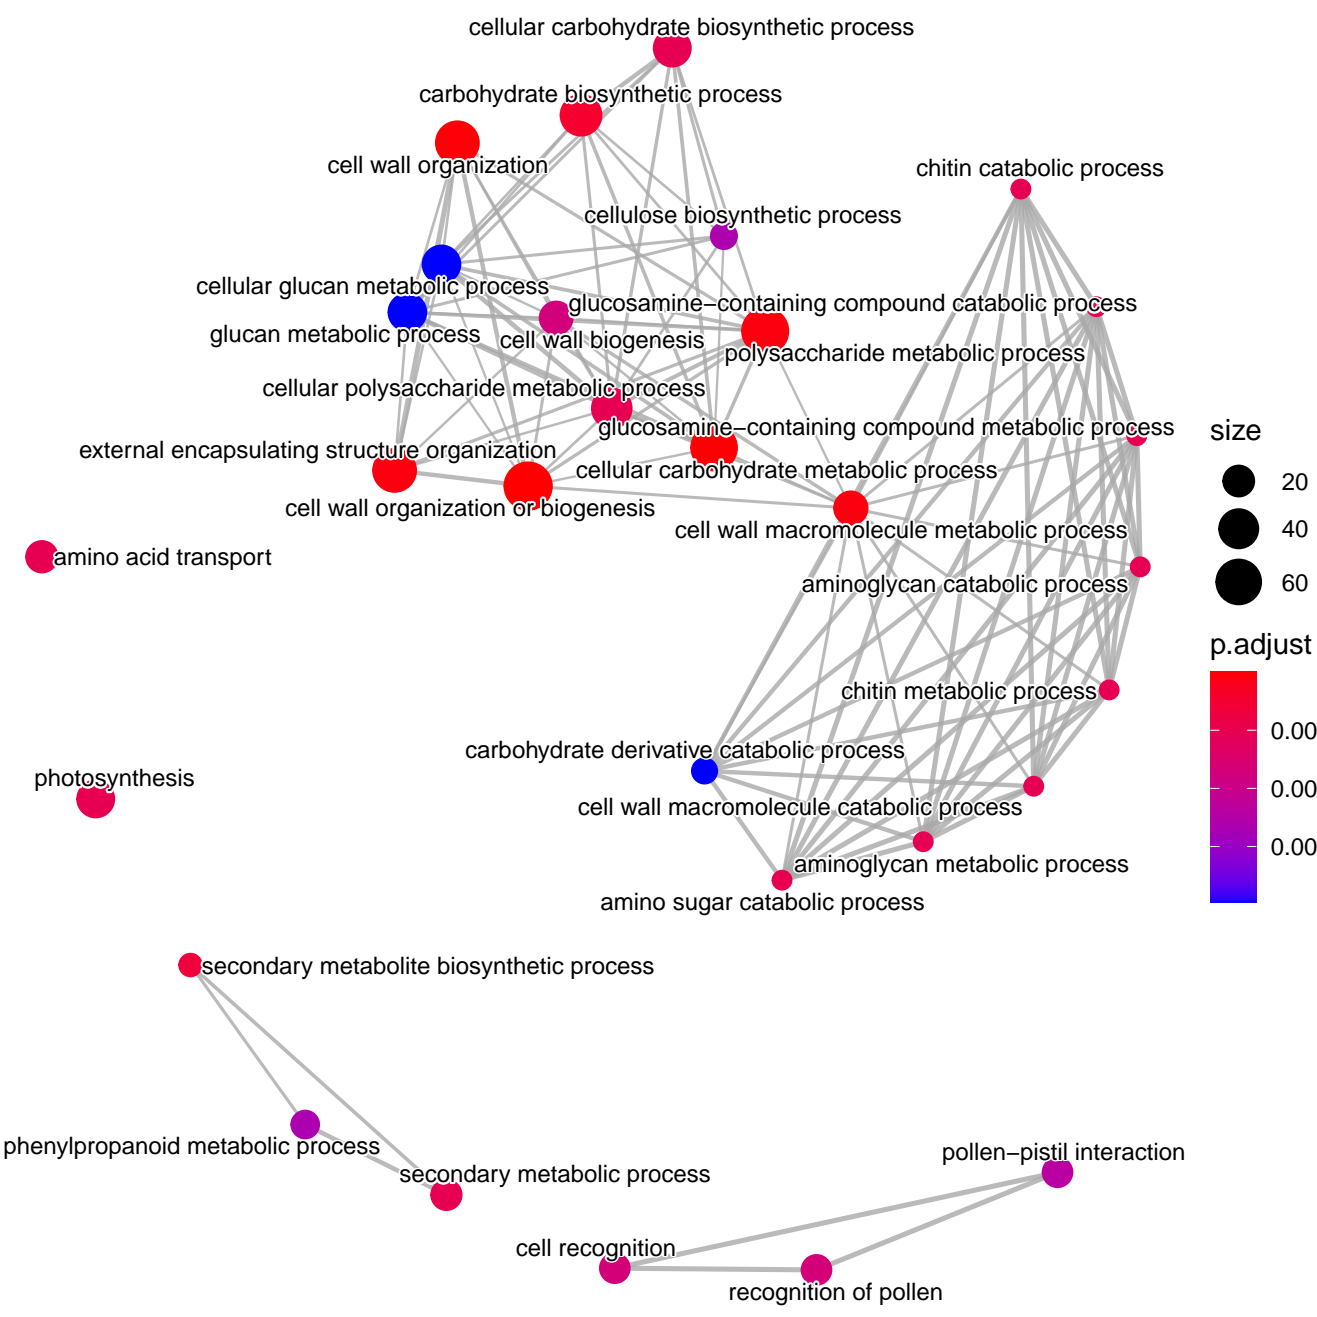 cellular carbohydrate biosynthetic process
carbohydrate biosynthetic process
cell wall organization
chitin catabolic process
cellulose biosynthetic process
cellular glucan metabolic process
glucosamine−containing compound catabolic process
glucan metabolic process
cell wall biogenesis
polysaccharide metabolic process
cellular polysaccharide metabolic process
glucosamine−containing compound metabolic process
external encapsulating structure organization
cellular carbohydrate metabolic process
cell wall organization or biogenesis
cell wall macromolecule metabolic process
amino acid transport
aminoglycan catabolic process
chitin metabolic process
carbohydrate derivative catabolic process
photosynthesis
cell wall macromolecule catabolic process
aminoglycan metabolic process
amino sugar catabolic process
secondary metabolite biosynthetic process
phenylpropanoid metabolic process
secondary metabolic process
pollen−pistil interaction
cell recognition
recognition of pollen
size
20
40
60
p.adjust
0.00
0.00
0.00